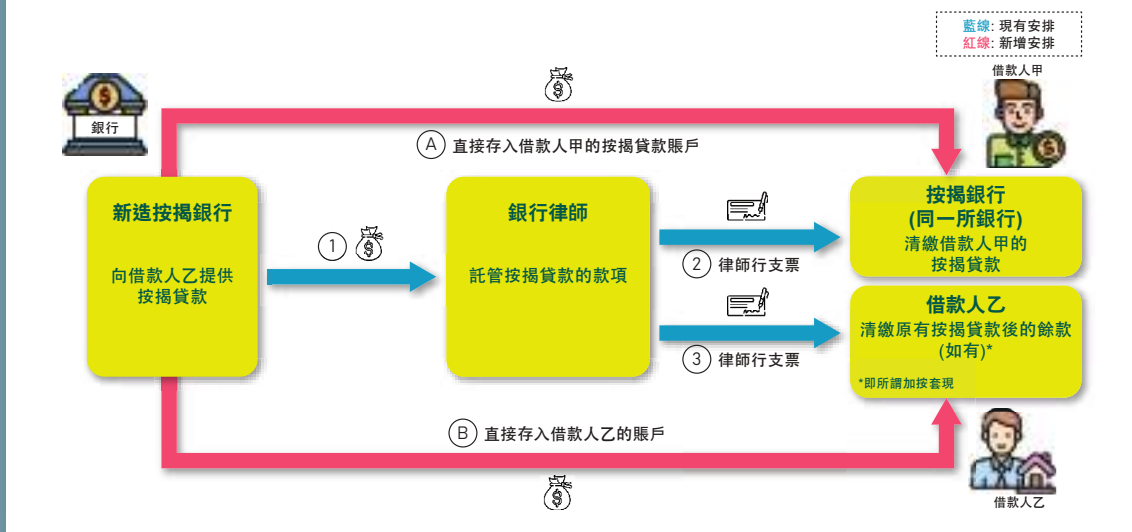 藍線: 現有安排
紅線: 新增安排
借款人甲
銀行
A 直接存入借款人甲的按揭貸款賬戶
新造按揭銀行
向借款人乙提供
按揭貸款
1
銀行律師
託管按揭貸款的款項
2 律師行支票
3 律師行支票
按揭銀行
(同一所銀行)
清繳借款人甲的
按揭貸款
借款人乙
清繳原有按揭貸款後的餘款
(如有)*
*即所謂加按套現
B 直接存入借款人乙的賬戶
借款人乙